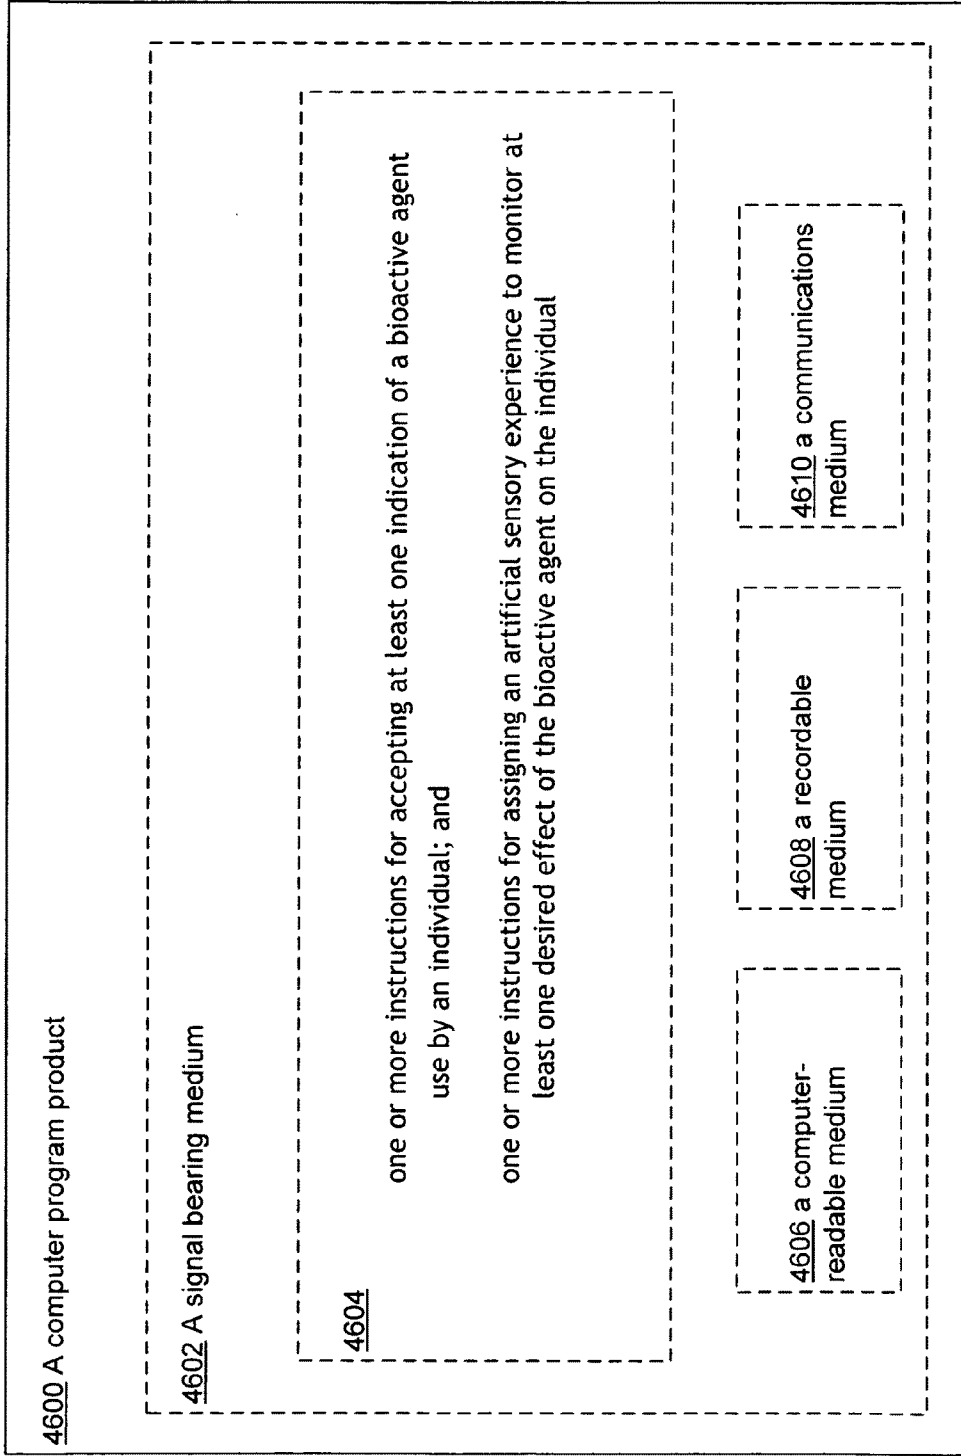 4600 A computer program product
4602 A signal bearing medium
4604
one or more instructions for accepting at least one indication of a bioactive agent
use by an individual; and
one or more instructions for assigning an artificial sensory experience to monitor at
least one desired effect of the bioactive agent on the individual
4606 a computer-
readable medium
4608 a recordable
medium
4610 a communications
medium